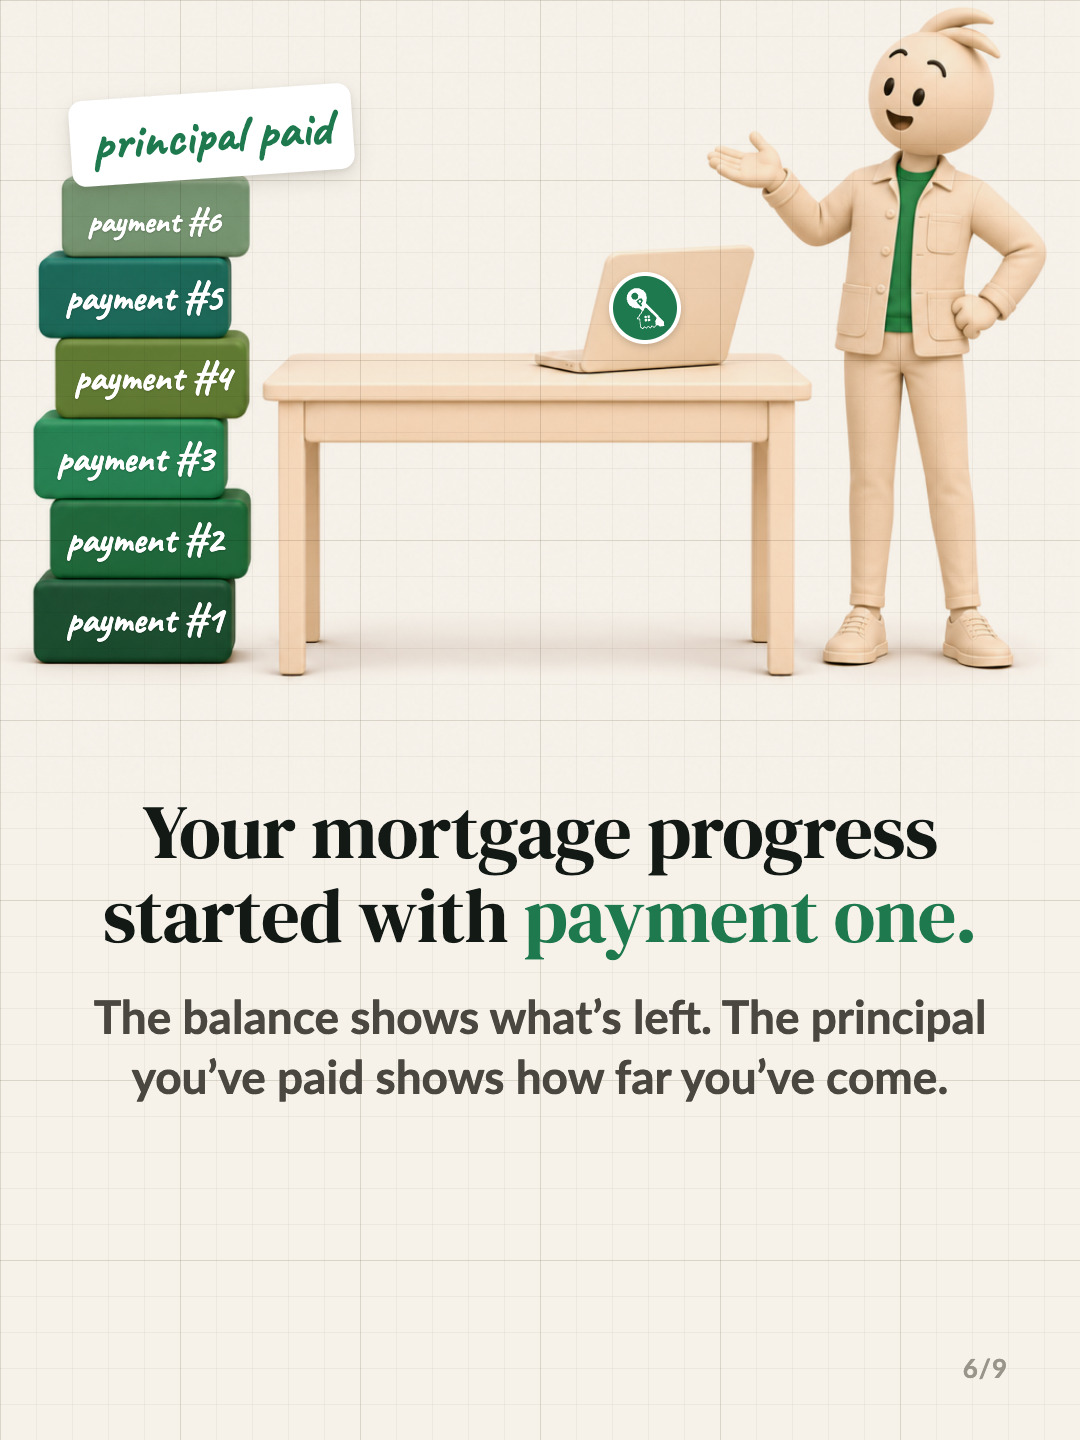 principal paid
payment #6
payment #5
payment #4
payment #3
payment #2
payment #1
Your mortgage progress
started with payment one.
The balance shows what’s left. The principal
you’ve paid shows how far you’ve come.
6/9